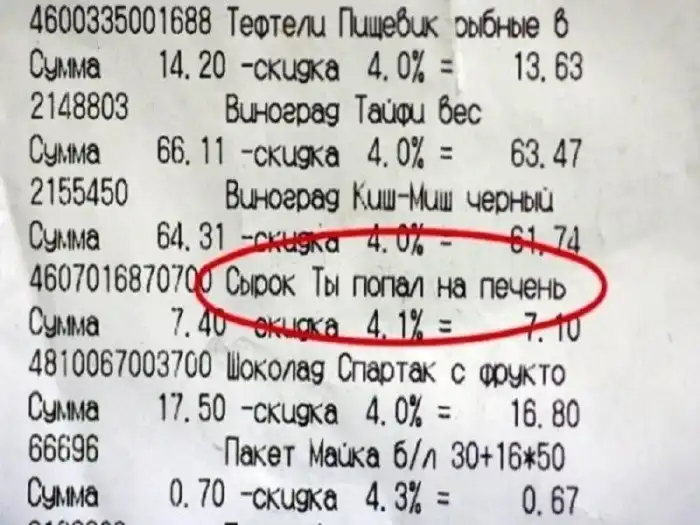 4600335001688 Тефтели Пищевик рыбные в
Сумма 14.20 -скидка 4.0% = 13.63
2148803 Виноград Тайфи вес
Сумма 66.11 -скидка 4.0% = 63.47
2155450 Виноград Киш-Миш черный
Сумма 64.31 -скидка 4.0% = 61.74
4607016870700 Сырок Ты попал на печень
Сумма 7.40 -скидка 4.1% = 7.10
4810067003700 Шоколад Спартак с фрукто
Сумма 17.50 -скидка 4.0% = 16.80
66696 Пакет Майка б/л 30+16*50
Сумма 0.70 -скидка 4.3% = 0.67